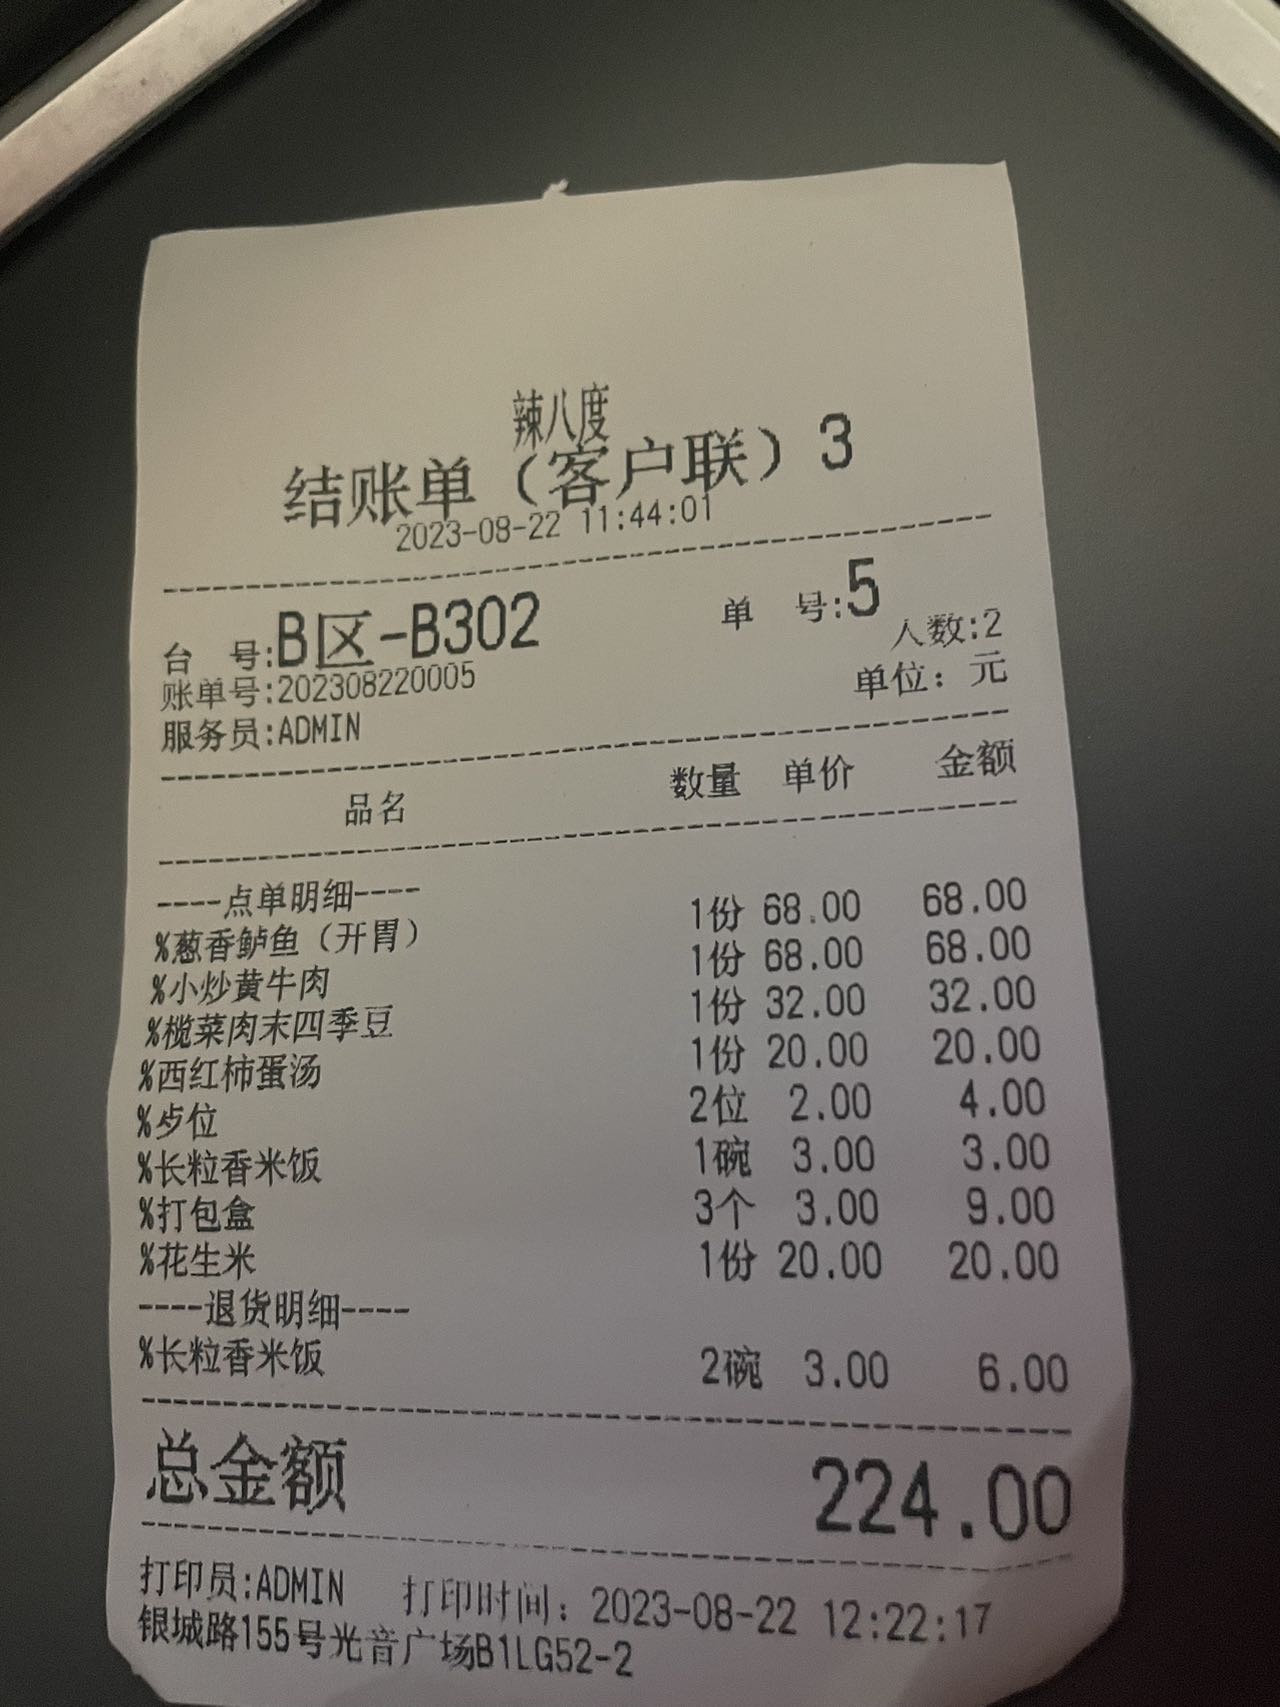 辣八度
结账单（客户联）3
2023-08-22 11:44:01
台 号:B区-B302 单 号:5
账单号:202308220005 人数:2
服务员:ADMIN 单位：元
品名 数量 单价 金额
----点单明细----
%葱香鲈鱼（开胃） 1份 68.00 68.00
%小炒黄牛肉 1份 68.00 68.00
%榄菜肉末四季豆 1份 32.00 32.00
%西红柿蛋汤 1份 20.00 20.00
%歺位 2位 2.00 4.00
%长粒香米饭 1碗 3.00 3.00
%打包盒 3个 3.00 9.00
%花生米 1份 20.00 20.00
----退货明细----
%长粒香米饭 2碗 3.00 6.00
总金额 224.00
打印员:ADMIN 打印时间：2023-08-22 12:22:17
银城路155号光音广场B1LG52-2